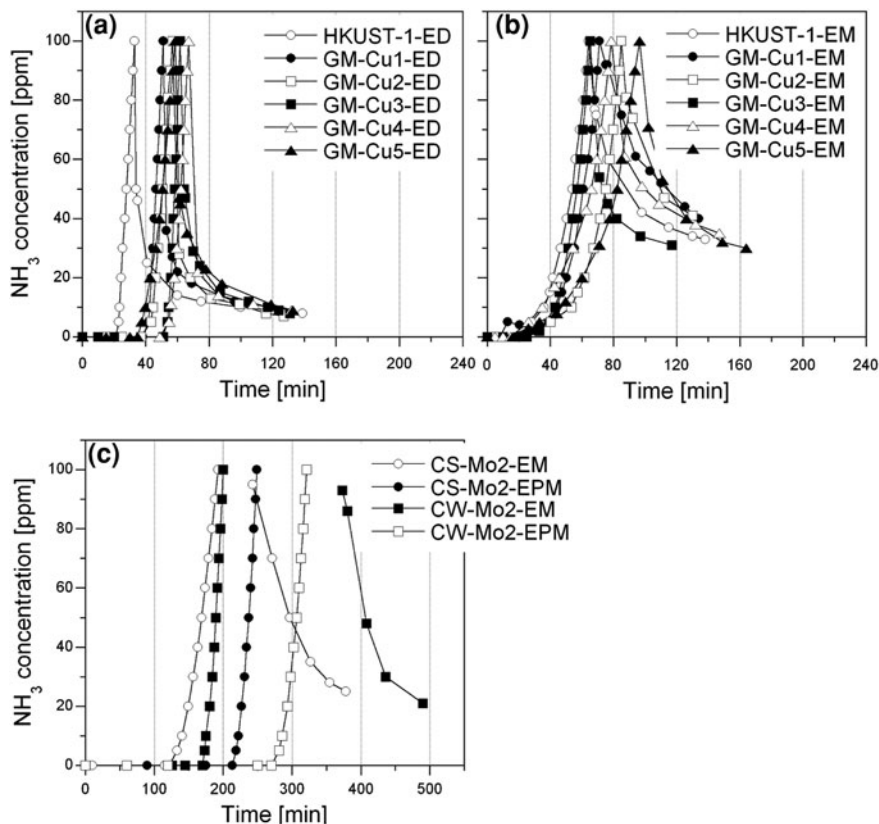 (a)
HKUST-1-ED
GM-Cu1-ED
GM-Cu2-ED
GM-Cu3-ED
GM-Cu4-ED
GM-Cu5-ED
NH3 concentration [ppm]
100
80
60
40
20
0
0 40 80 120 160 200 240
Time [min]
(b)
HKUST-1-EM
GM-Cu1-EM
GM-Cu2-EM
GM-Cu3-EM
GM-Cu4-EM
GM-Cu5-EM
NH3 concentration [ppm]
100
80
60
40
20
0
0 40 80 120 160 200 240
Time [min]
(c)
CS-Mo2-EM
CS-Mo2-EPM
CW-Mo2-EM
CW-Mo2-EPM
NH3 concentration [ppm]
100
80
60
40
20
0
0 100 200 300 400 500
Time [min]